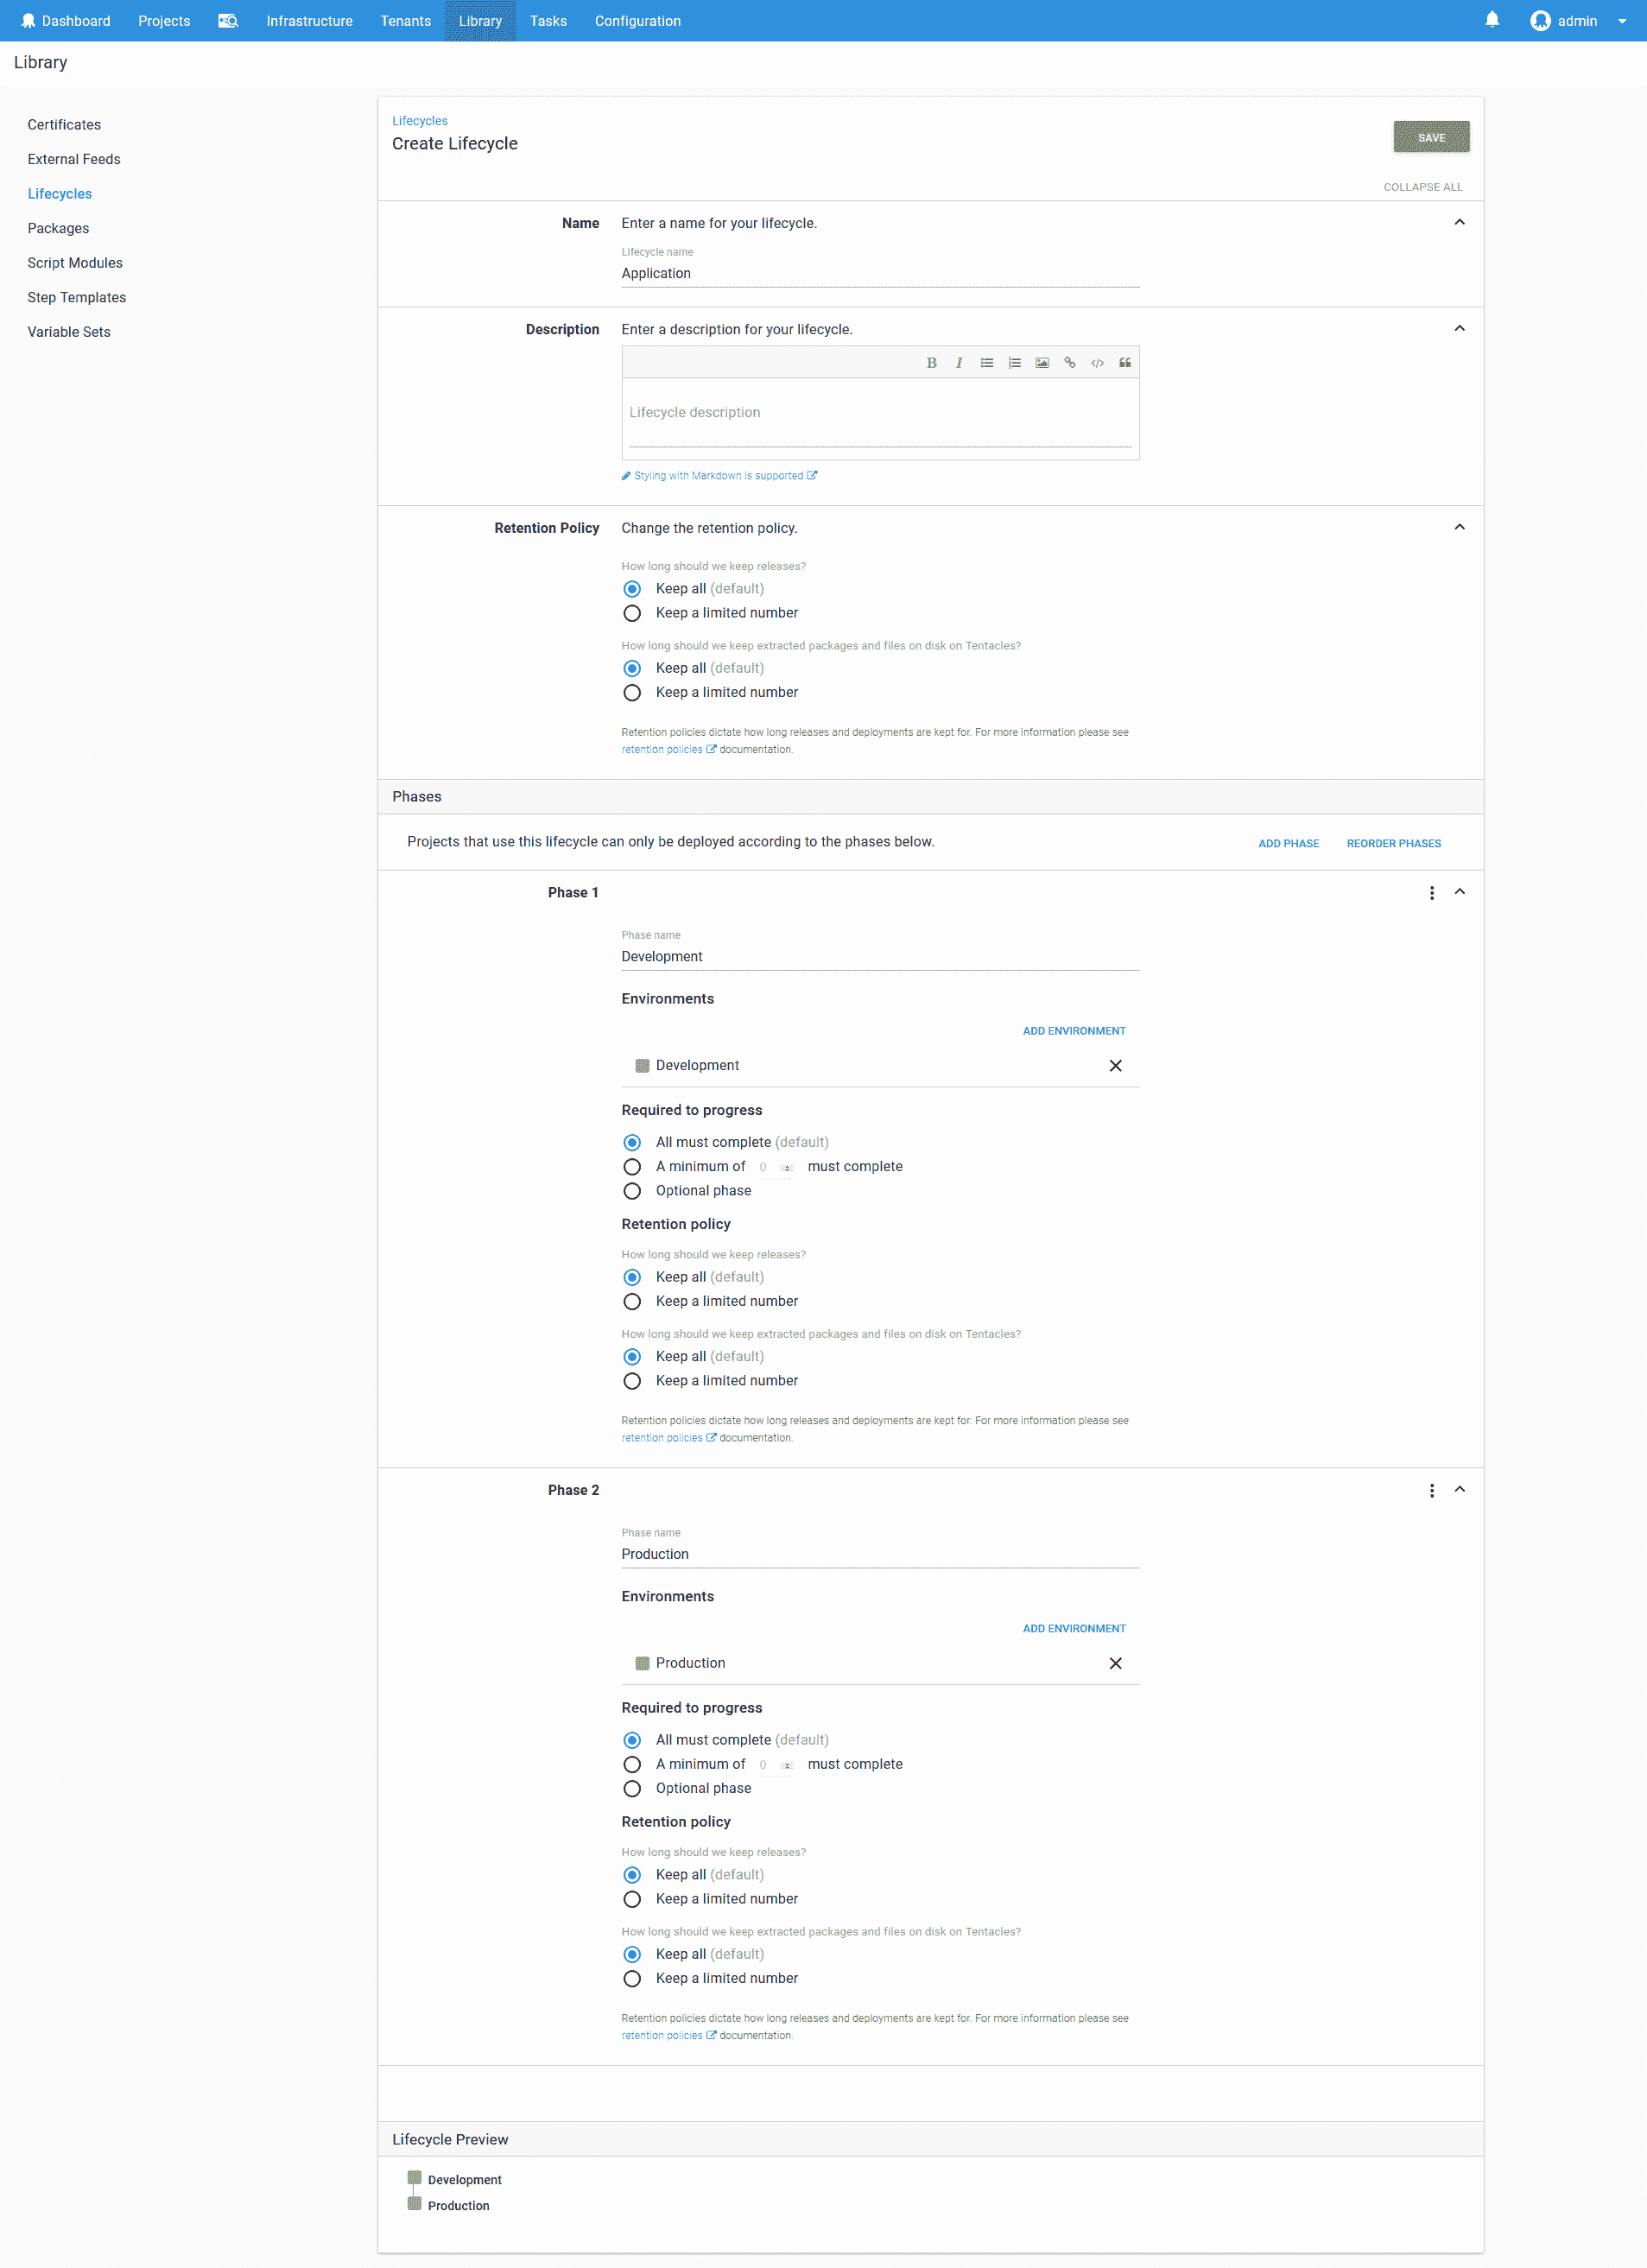 Dashboard Projects Infrastructure Tenants Library Tasks Configuration admin
Library
Certificates
External Feeds
Lifecycles
Packages
Script Modules
Step Templates
Variable Sets
Lifecycles
Create Lifecycle
SAVE
COLLAPSE ALL
Name Enter a name for your lifecycle.
Lifecycle name
Application
Description Enter a description for your lifecycle.
B I
Lifecycle description
Styling with Markdown is supported
Retention Policy Change the retention policy.
How long should we keep releases?
Keep all (default)
Keep a limited number
How long should we keep extracted packages and files on disk on Tentacles?
Keep all (default)
Keep a limited number
Retention policies dictate how long releases and deployments are kept for. For more information please see
retention policies documentation.
Phases
Projects that use this lifecycle can only be deployed according to the phases below. ADD PHASE REORDER PHASES
Phase 1
Phase name
Development
Environments
ADD ENVIRONMENT
Development
Required to progress
All must complete (default)
A minimum of 0 must complete
Optional phase
Retention policy
How long should we keep releases?
Keep all (default)
Keep a limited number
How long should we keep extracted packages and files on disk on Tentacles?
Keep all (default)
Keep a limited number
Retention policies dictate how long releases and deployments are kept for. For more information please see
retention policies documentation.
Phase 2
Phase name
Production
Environments
ADD ENVIRONMENT
Production
Required to progress
All must complete (default)
A minimum of 0 must complete
Optional phase
Retention policy
How long should we keep releases?
Keep all (default)
Keep a limited number
How long should we keep extracted packages and files on disk on Tentacles?
Keep all (default)
Keep a limited number
Retention policies dictate how long releases and deployments are kept for. For more information please see
retention policies documentation.
Lifecycle Preview
Development
Production